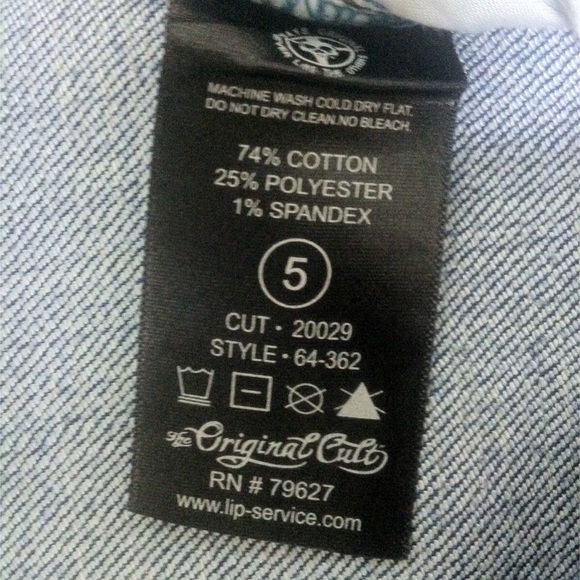 MACHINE WASH COLD.DRY FLAT.
DO NOT DRY CLEAN.NO BLEACH.
74% COTTON
25% POLYESTER
1% SPANDEX
5
CUT • 20029
STYLE • 64-362
The Original Cult
RN # 79627
www.lip-service.com